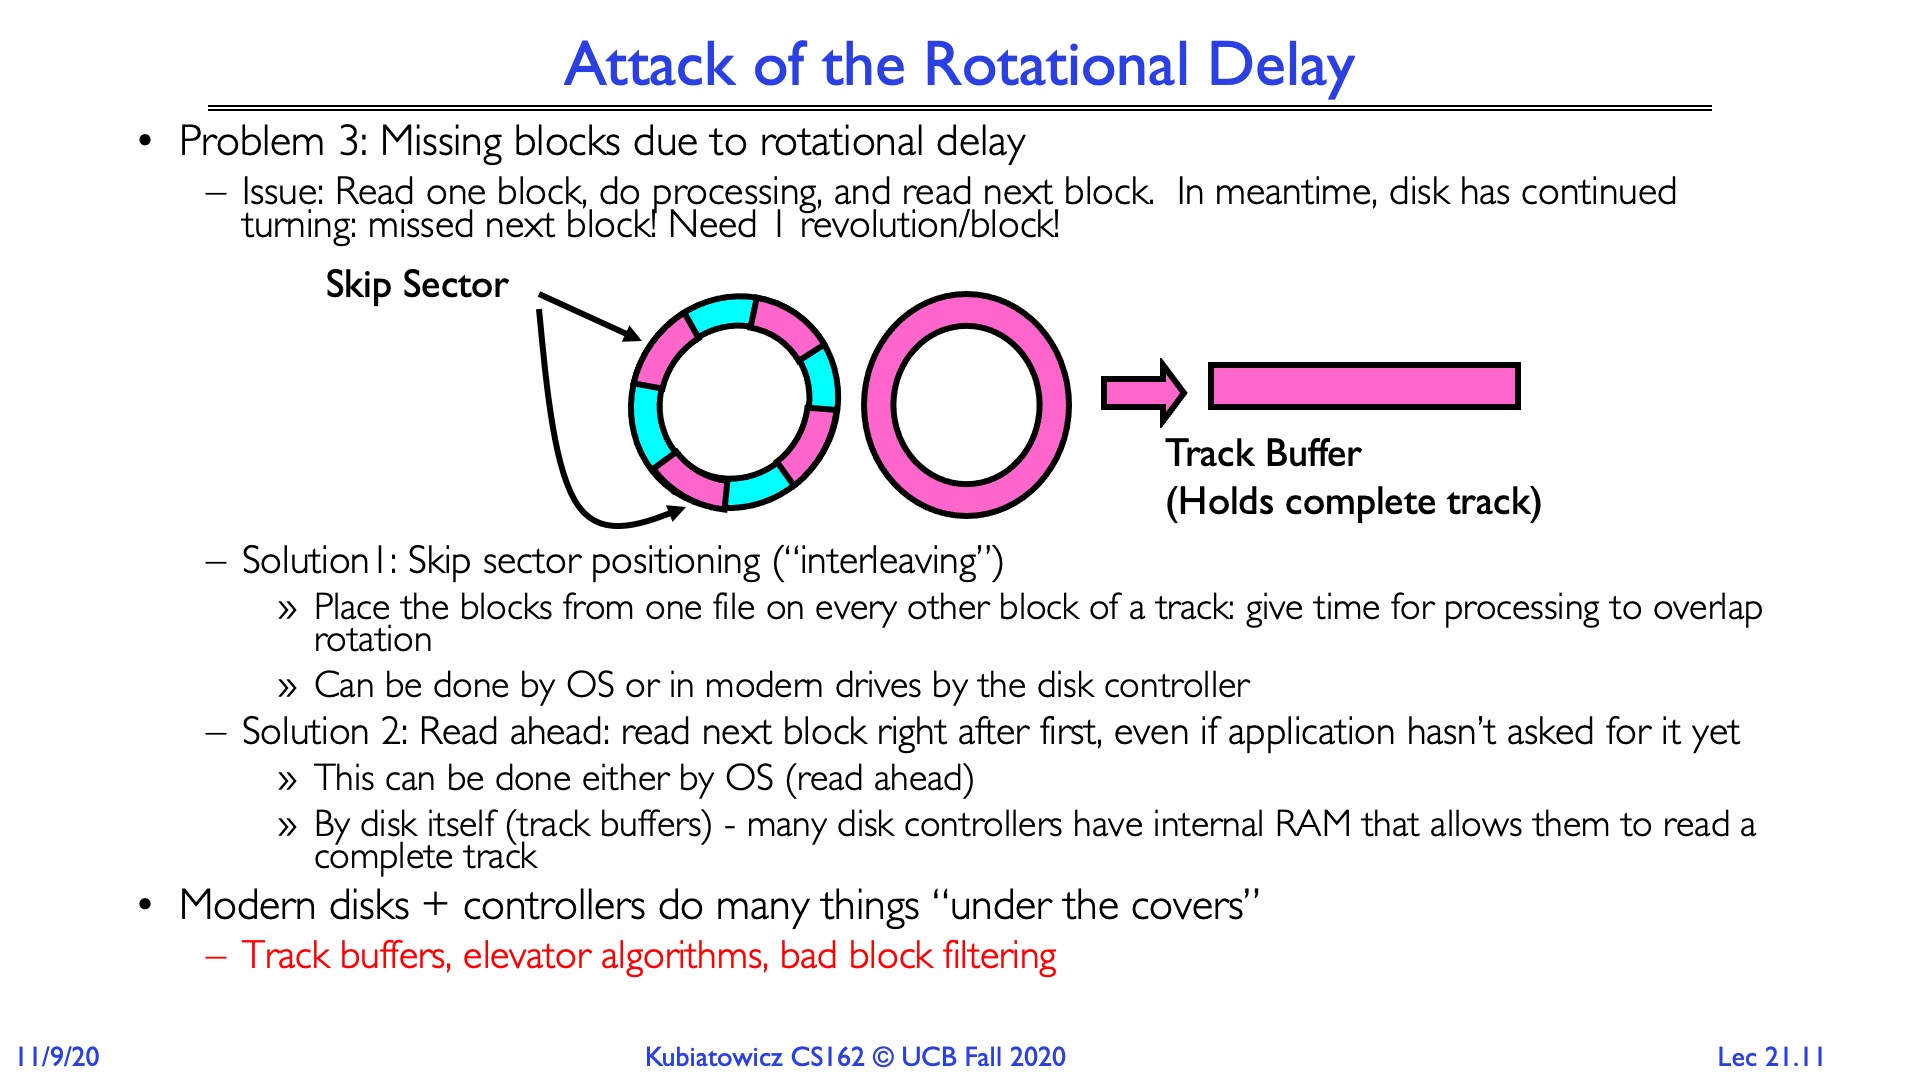 Attack of the Rotational Delay
• Problem 3: Missing blocks due to rotational delay
– Issue: Read one block, do processing, and read next block. In meantime, disk has continued
turning: missed next block! Need 1 revolution/block!
Skip Sector
Track Buffer
(Holds complete track)
– Solution1: Skip sector positioning (“interleaving”)
» Place the blocks from one file on every other block of a track: give time for processing to overlap
rotation
» Can be done by OS or in modern drives by the disk controller
– Solution 2: Read ahead: read next block right after first, even if application hasn’t asked for it yet
» This can be done either by OS (read ahead)
» By disk itself (track buffers) - many disk controllers have internal RAM that allows them to read a
complete track
• Modern disks + controllers do many things “under the covers”
– Track buffers, elevator algorithms, bad block filtering
11/9/20
Kubiatowicz CS162 © UCB Fall 2020
Lec 21.11